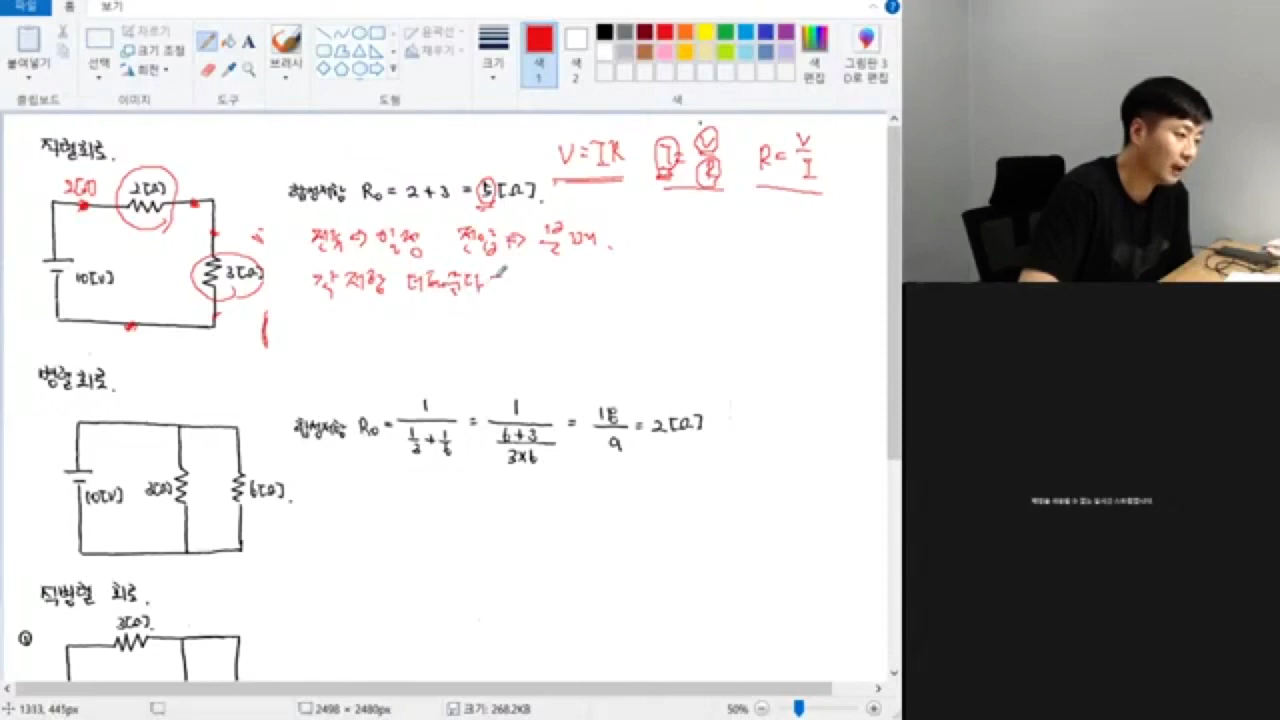 파일 홈 보기
붙여넣기
클립보드
선택
자르기
크기 조정
회전
이미지
A
도구
브러시
윤곽선
채우기
도형
크기
색 1
색 2
색
색 편집
그림판 3D로 편집
직렬회로.
2[A]
2[Ω]
3[Ω]
10[V]
합성저항 R₀ = 2 + 3 = 5[Ω].
V = IR
I = V/R
R = V/I
전류 => 일정 전압 => 분배.
각 저항 더해준다
병렬회로.
10[V]
3[Ω]
6[Ω].
합성저항 R₀ = 1/(1/3 + 1/6) = 1/((6+3)/(3×6)) = 18/9 = 2[Ω]
직병렬 회로.
①
3[Ω].
1313, 445px
2498 × 2480px
크기: 268.2KB
50%